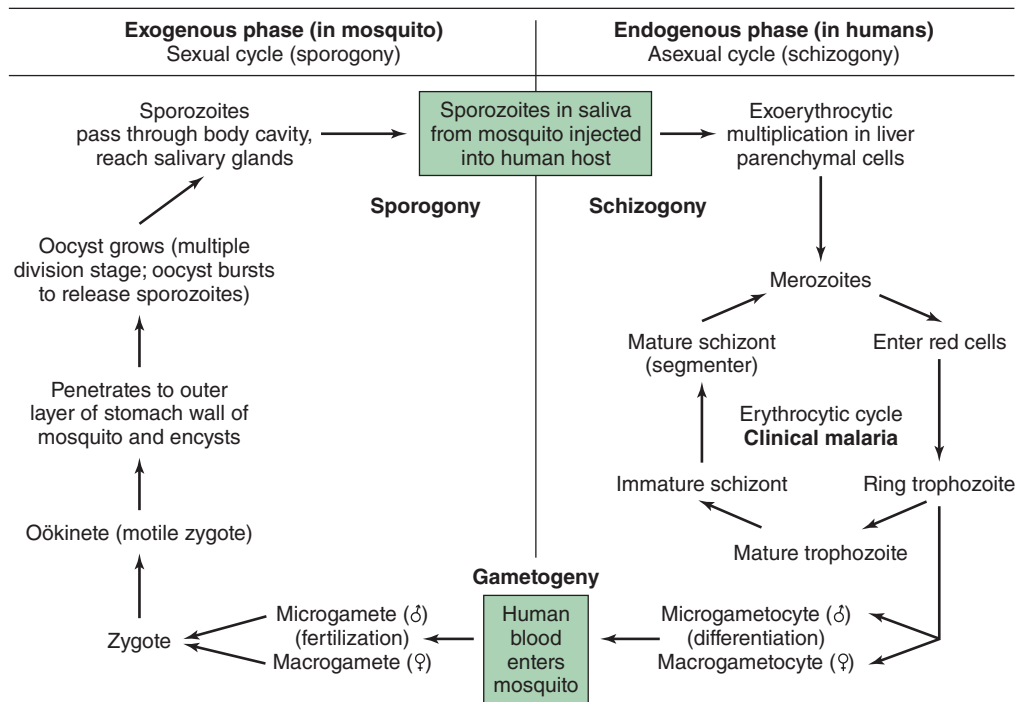 Exogenous phase (in mosquito)
Sexual cycle (sporogony)
Endogenous phase (in humans)
Asexual cycle (schizogony)
Sporozoites
pass through body cavity,
reach salivary glands
Sporozoites in saliva
from mosquito injected
into human host
Exoerythrocytic
multiplication in liver
parenchymal cells
Sporogony
Schizogony
Oocyst grows (multiple
division stage; oocyst bursts
to release sporozoites)
Merozoites
Mature schizont
(segmenter)
Enter red cells
Penetrates to outer
layer of stomach wall of
mosquito and encysts
Erythrocytic cycle
Clinical malaria
Immature schizont
Ring trophozoite
Oökinete (motile zygote)
Mature trophozoite
Gametogeny
Zygote
Microgamete (♂)
(fertilization)
Macrogamete (♀)
Human
blood
enters
mosquito
Microgametocyte (♂)
(differentiation)
Macrogametocyte (♀)